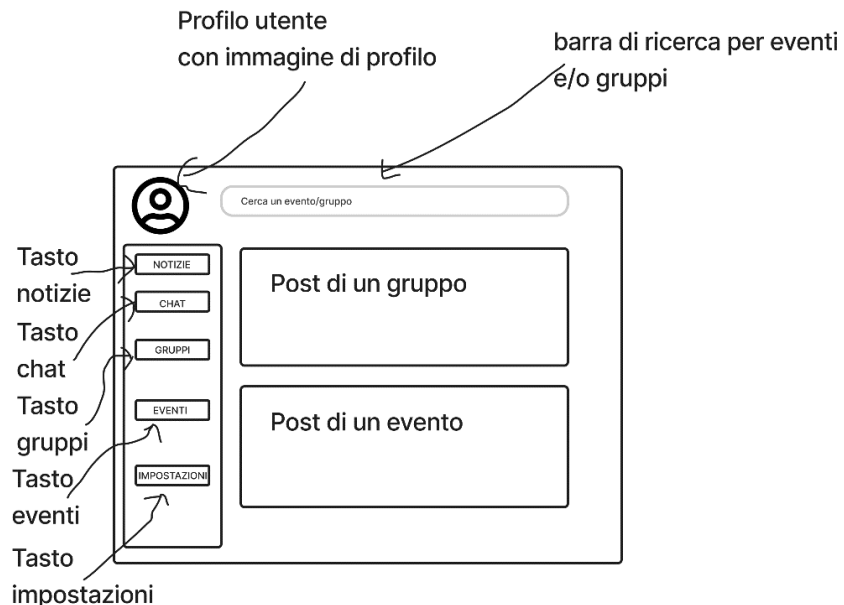 Profilo utente
con immagine di profilo
barra di ricerca per eventi
e/o gruppi
Cerca un evento/gruppo
Tasto
notizie
Tasto
chat
Tasto
gruppi
Tasto
eventi
Tasto
impostazioni
NOTIZIE
CHAT
GRUPPI
EVENTI
IMPOSTAZIONI
Post di un gruppo
Post di un evento